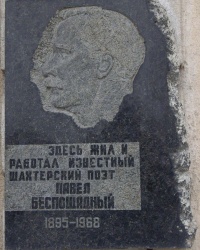 ЗДЕСЬ ЖИЛ И
РАБОТАЛ ИЗВЕСТНЫЙ
ШАХТЕРСКИЙ ПОЭТ
ПАВЕЛ
БЕСПОЩАДНЫЙ
1895-1968